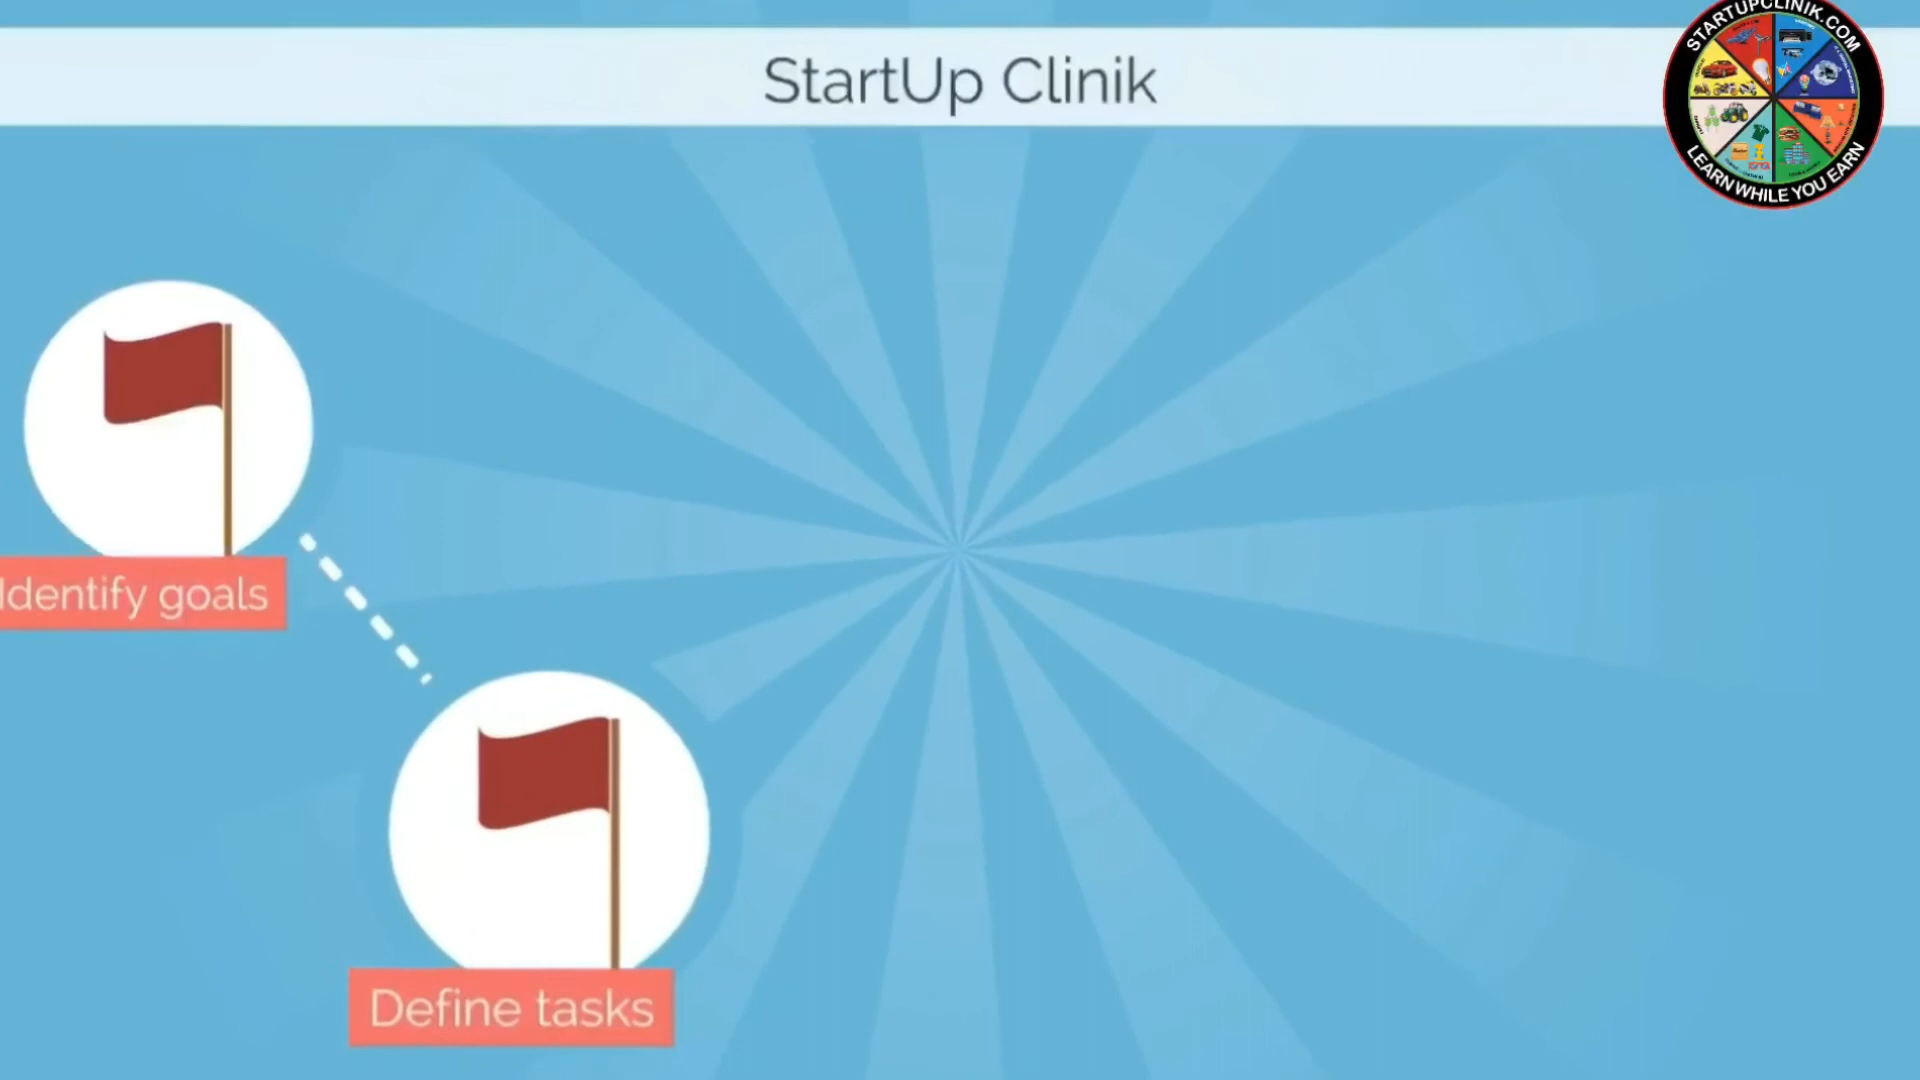 StartUp Clinik
STARTUPCLINIK.COM
LEARN WHILE YOU EARN
Identify goals
Define tasks